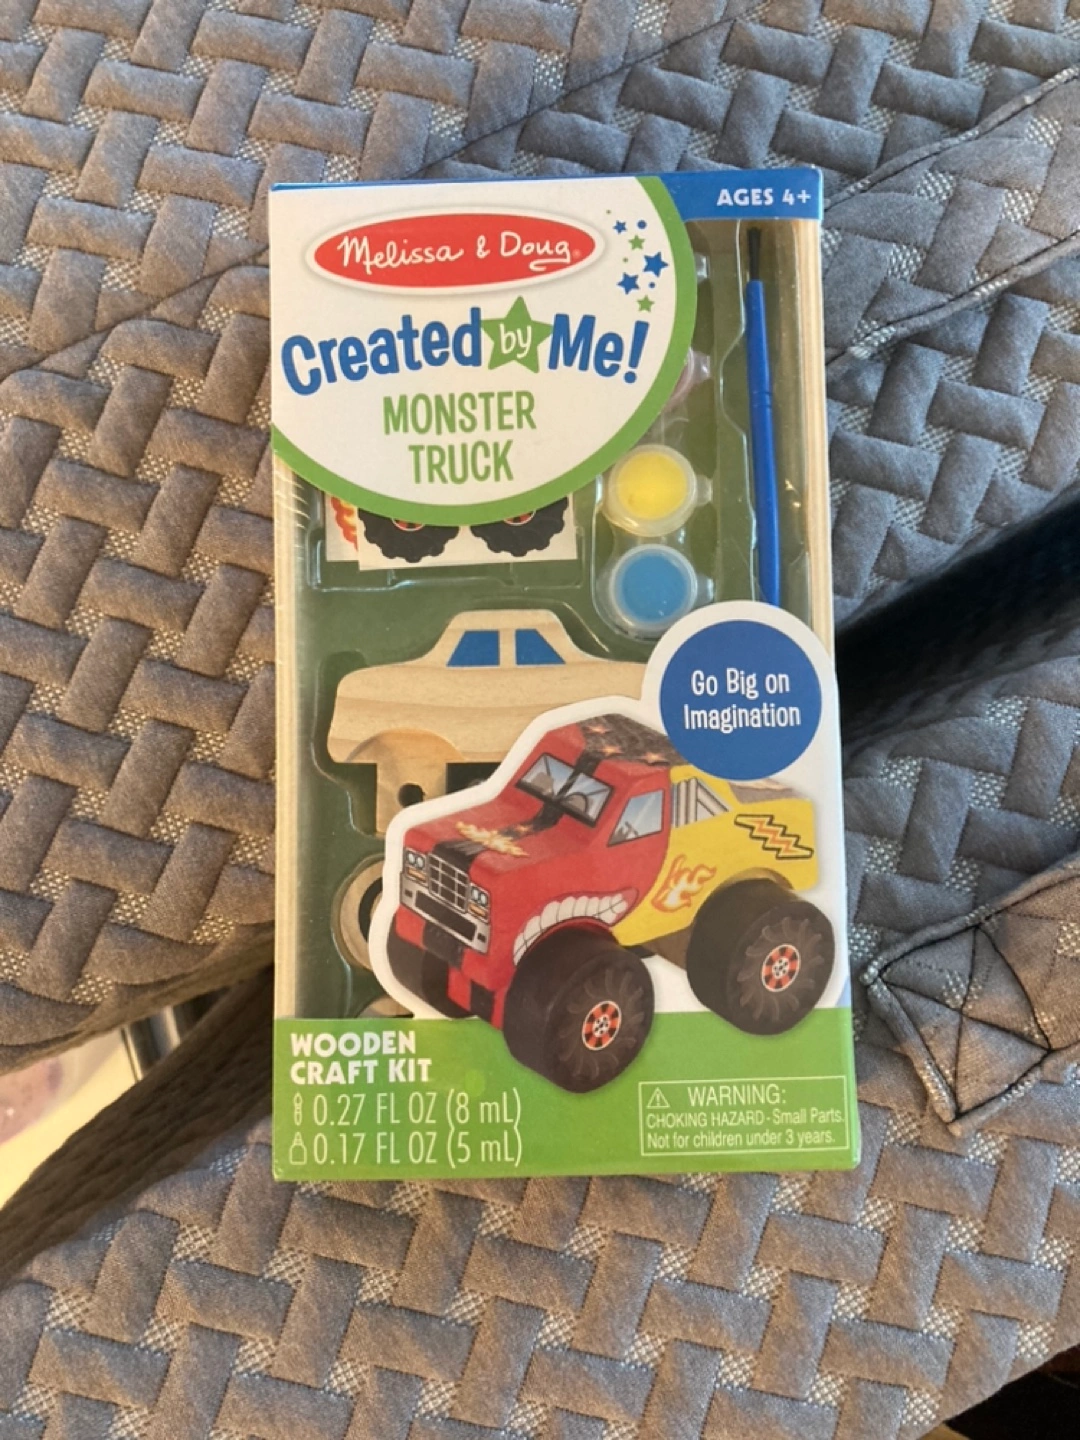 AGES 4+
Melissa & Doug®
Created by Me!
MONSTER
TRUCK
Go Big on
Imagination
WOODEN
CRAFT KIT
0.27 FL OZ (8 mL)
0.17 FL OZ (5 mL)
⚠ WARNING:
CHOKING HAZARD - Small Parts.
Not for children under 3 years.